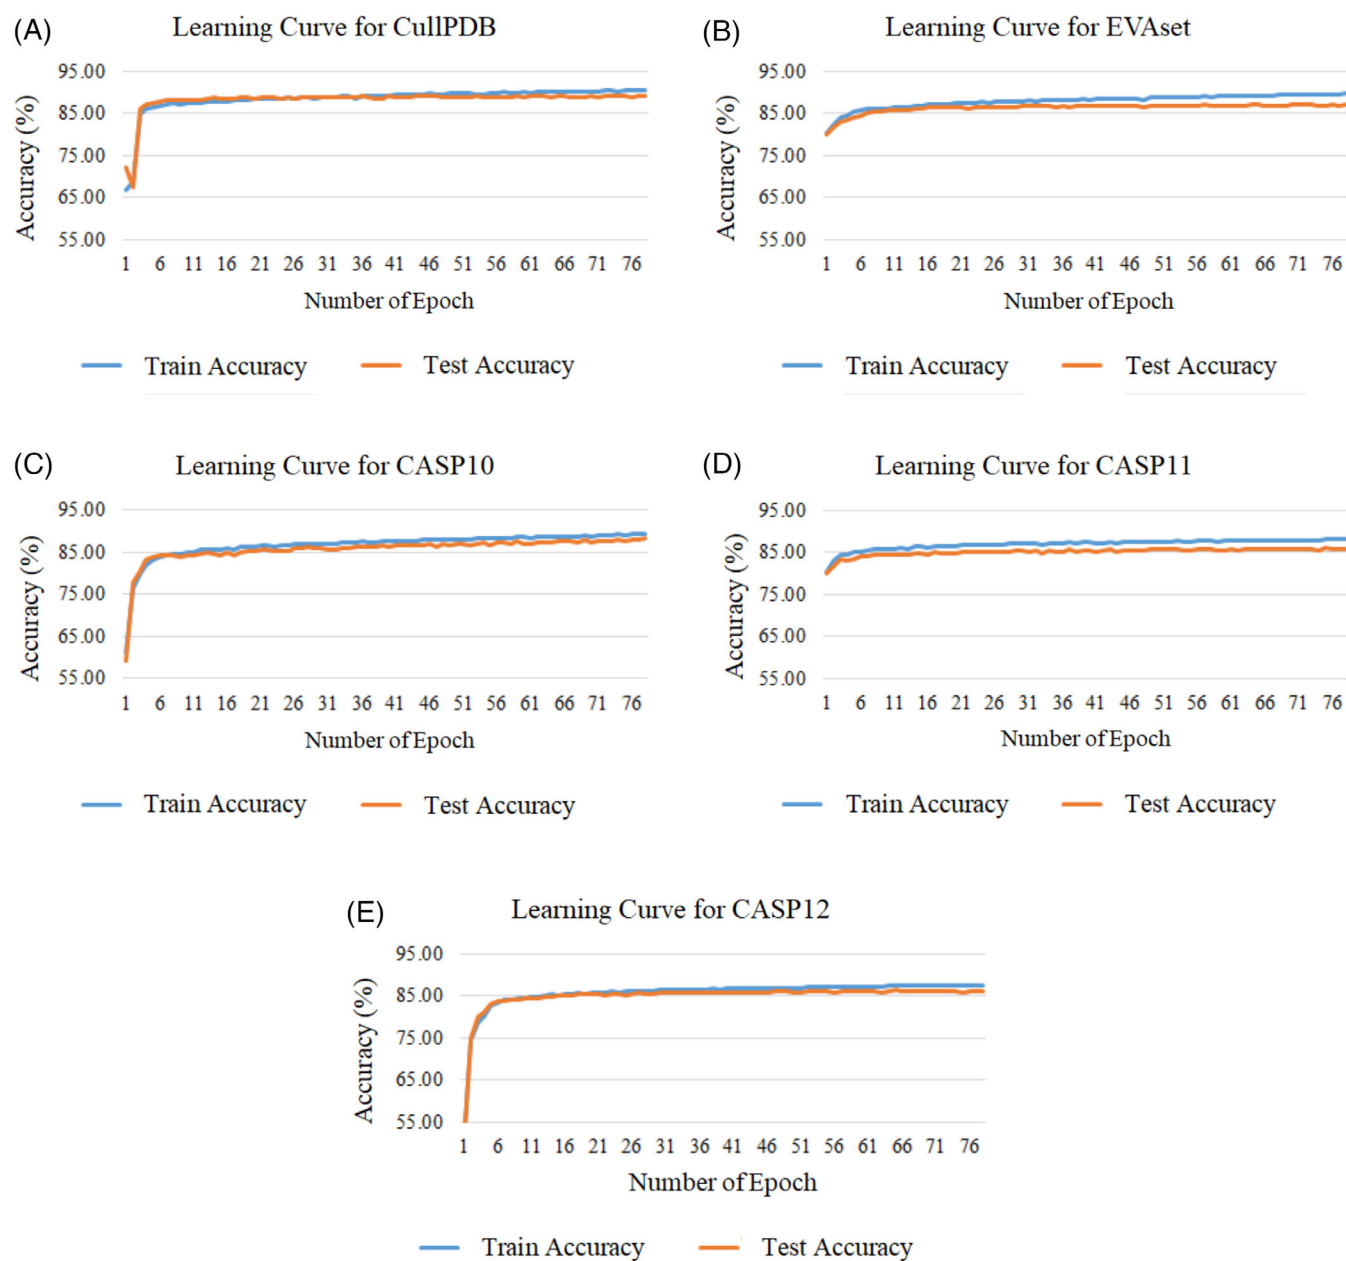 (A)
Learning Curve for CullPDB
Accuracy (%)
95.00
85.00
75.00
65.00
55.00
1 6 11 16 21 26 31 36 41 46 51 56 61 66 71 76
Number of Epoch
Train Accuracy Test Accuracy
(B)
Learning Curve for EVAset
Accuracy (%)
95.00
85.00
75.00
65.00
55.00
1 6 11 16 21 26 31 36 41 46 51 56 61 66 71 76
Number of Epoch
Train Accuracy Test Accuracy
(C)
Learning Curve for CASP10
Accuracy (%)
95.00
85.00
75.00
65.00
55.00
1 6 11 16 21 26 31 36 41 46 51 56 61 66 71 76
Number of Epoch
Train Accuracy Test Accuracy
(D)
Learning Curve for CASP11
Accuracy (%)
95.00
85.00
75.00
65.00
55.00
1 6 11 16 21 26 31 36 41 46 51 56 61 66 71 76
Number of Epoch
Train Accuracy Test Accuracy
(E)
Learning Curve for CASP12
Accuracy (%)
95.00
85.00
75.00
65.00
55.00
1 6 11 16 21 26 31 36 41 46 51 56 61 66 71 76
Number of Epoch
Train Accuracy Test Accuracy